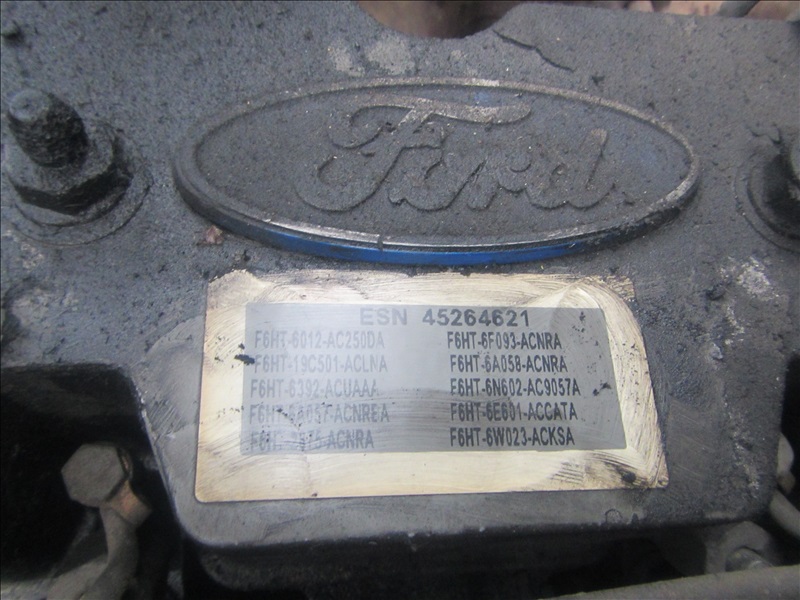 Ford
ESN 45264621
F6HT-6012-AC250DA F6HT-6F093-ACNRA
F6HT-19C501-ACLNA F6HT-6A058-ACNRA
F6HT-6392-ACUAAA F6HT-6N602-AC9057A
F6HT-6E601-ACCATA
F6HT-6W023-ACKSA